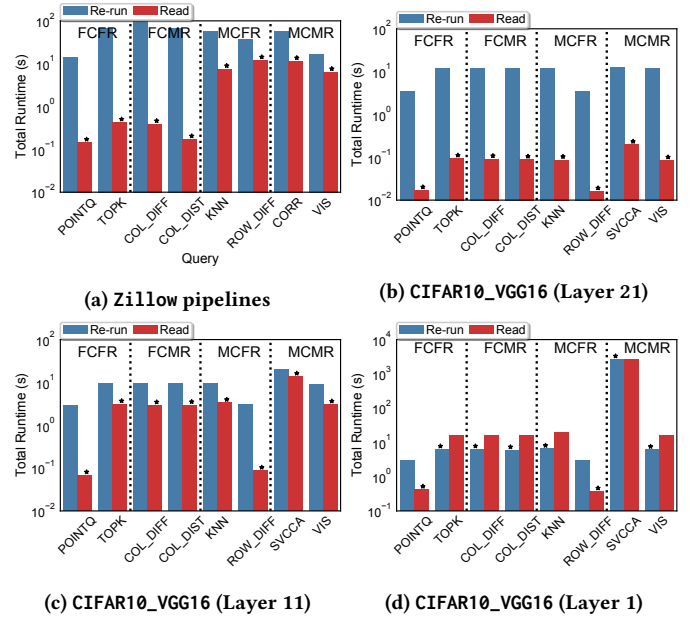 Re-run Read
FCFR FCMR MCFR MCMR
Total Runtime (s)
10^2
10^1
10^0
10^-1
10^-2
POINTQ TOPK COL_DIFF COL_DIST KNN ROW_DIFF CORR VIS
Query
(a) Zillow pipelines
Re-run Read
FCFR FCMR MCFR MCMR
Total Runtime (s)
10^2
10^1
10^0
10^-1
10^-2
POINTQ TOPK COL_DIFF COL_DIST KNN ROW_DIFF SVCCA VIS
(b) CIFAR10_VGG16 (Layer 21)
Re-run Read
FCFR FCMR MCFR MCMR
Total Runtime (s)
10^2
10^1
10^0
10^-1
10^-2
POINTQ TOPK COL_DIFF COL_DIST KNN ROW_DIFF SVCCA VIS
(c) CIFAR10_VGG16 (Layer 11)
Re-run Read
FCFR FCMR MCFR MCMR
Total Runtime (s)
10^4
10^3
10^2
10^1
10^0
10^-1
POINTQ TOPK COL_DIFF COL_DIST KNN ROW_DIFF SVCCA VIS
(d) CIFAR10_VGG16 (Layer 1)